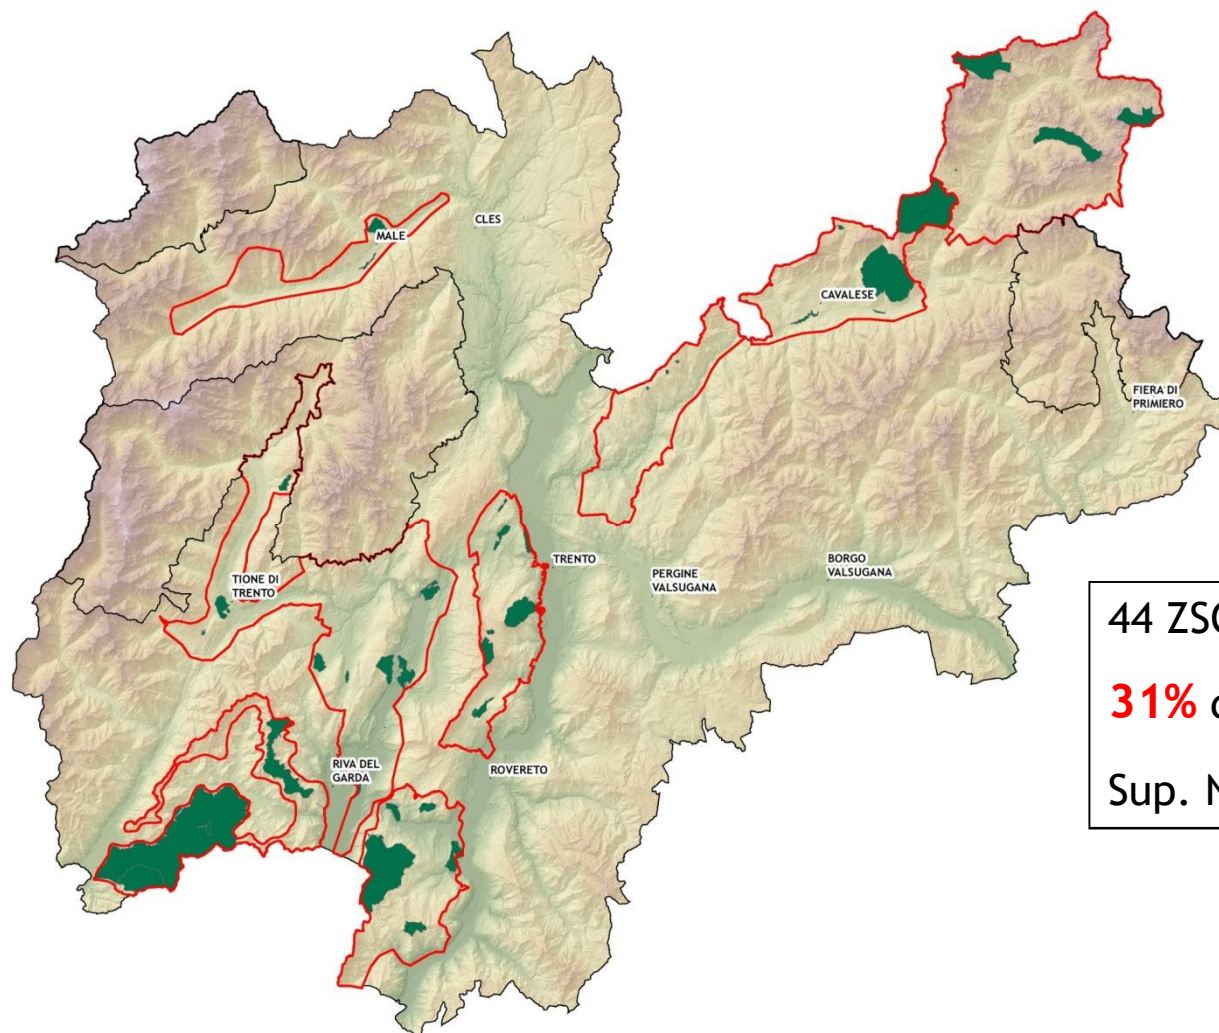 CLES
MALE
CAVALESE
FIERA DI
PRIMIERO
TRENTO
BORGO
VALSUGANA
PERGINE
VALSUGANA
TIONE DI
TRENTO
44 ZS
31%
RIVA DEL
GARDA
ROVERETO
Sup.